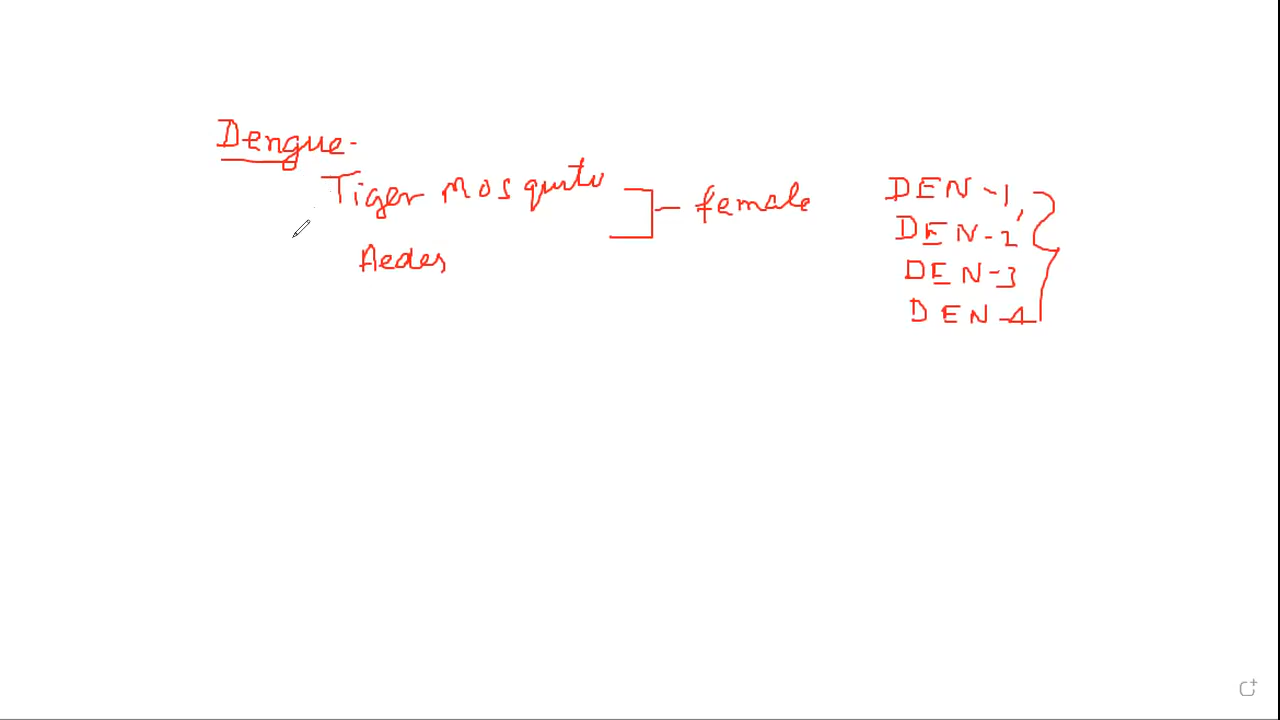 Dengue-
Tiger Mosquito
Aedes
female
DEN-1,
DEN-2
DEN-3
DEN-4